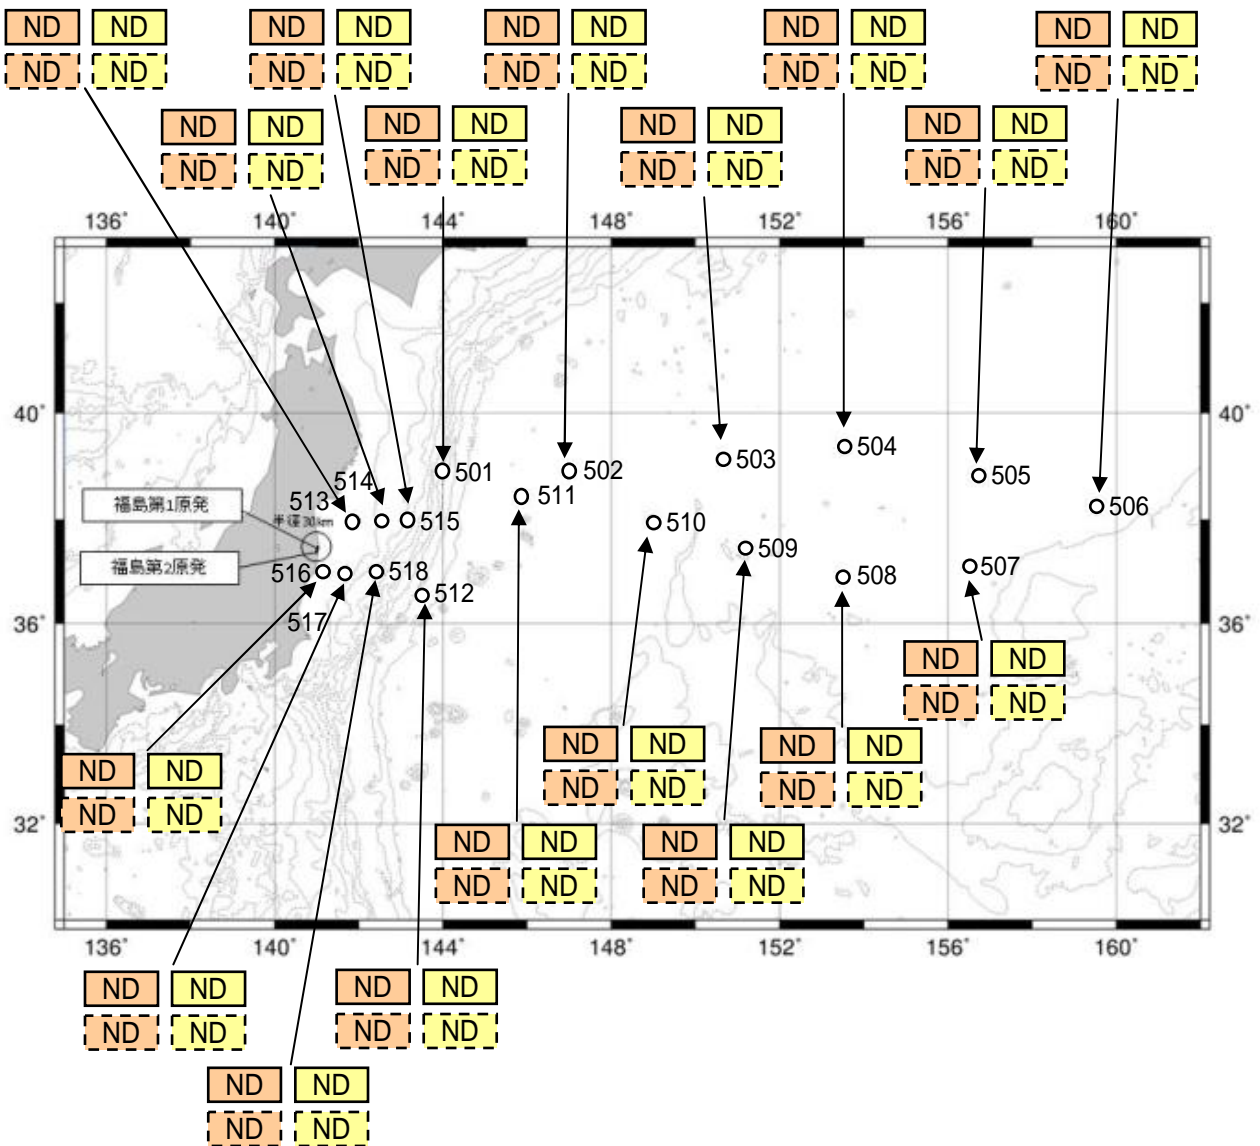 ND ND ND ND ND ND ND ND ND ND
ND ND ND ND ND ND ND ND ND ND
ND ND ND ND ND ND ND ND
ND ND ND ND ND ND ND ND
136° 140° 144° 148° 152° 156° 160°
40° 40°
504
503
501 502
505
514
511
506
513
福島第1原発
半径30km
515
510
509
福島第2原発
516 518
507
508
512
517
36° 36°
ND ND
ND ND
ND ND ND ND
ND ND ND ND
ND ND
ND ND
32° 32°
ND ND ND ND
ND ND ND ND
136° 140° 144° 148° 152° 156° 160°
ND ND ND ND
ND ND ND ND
ND ND
ND ND